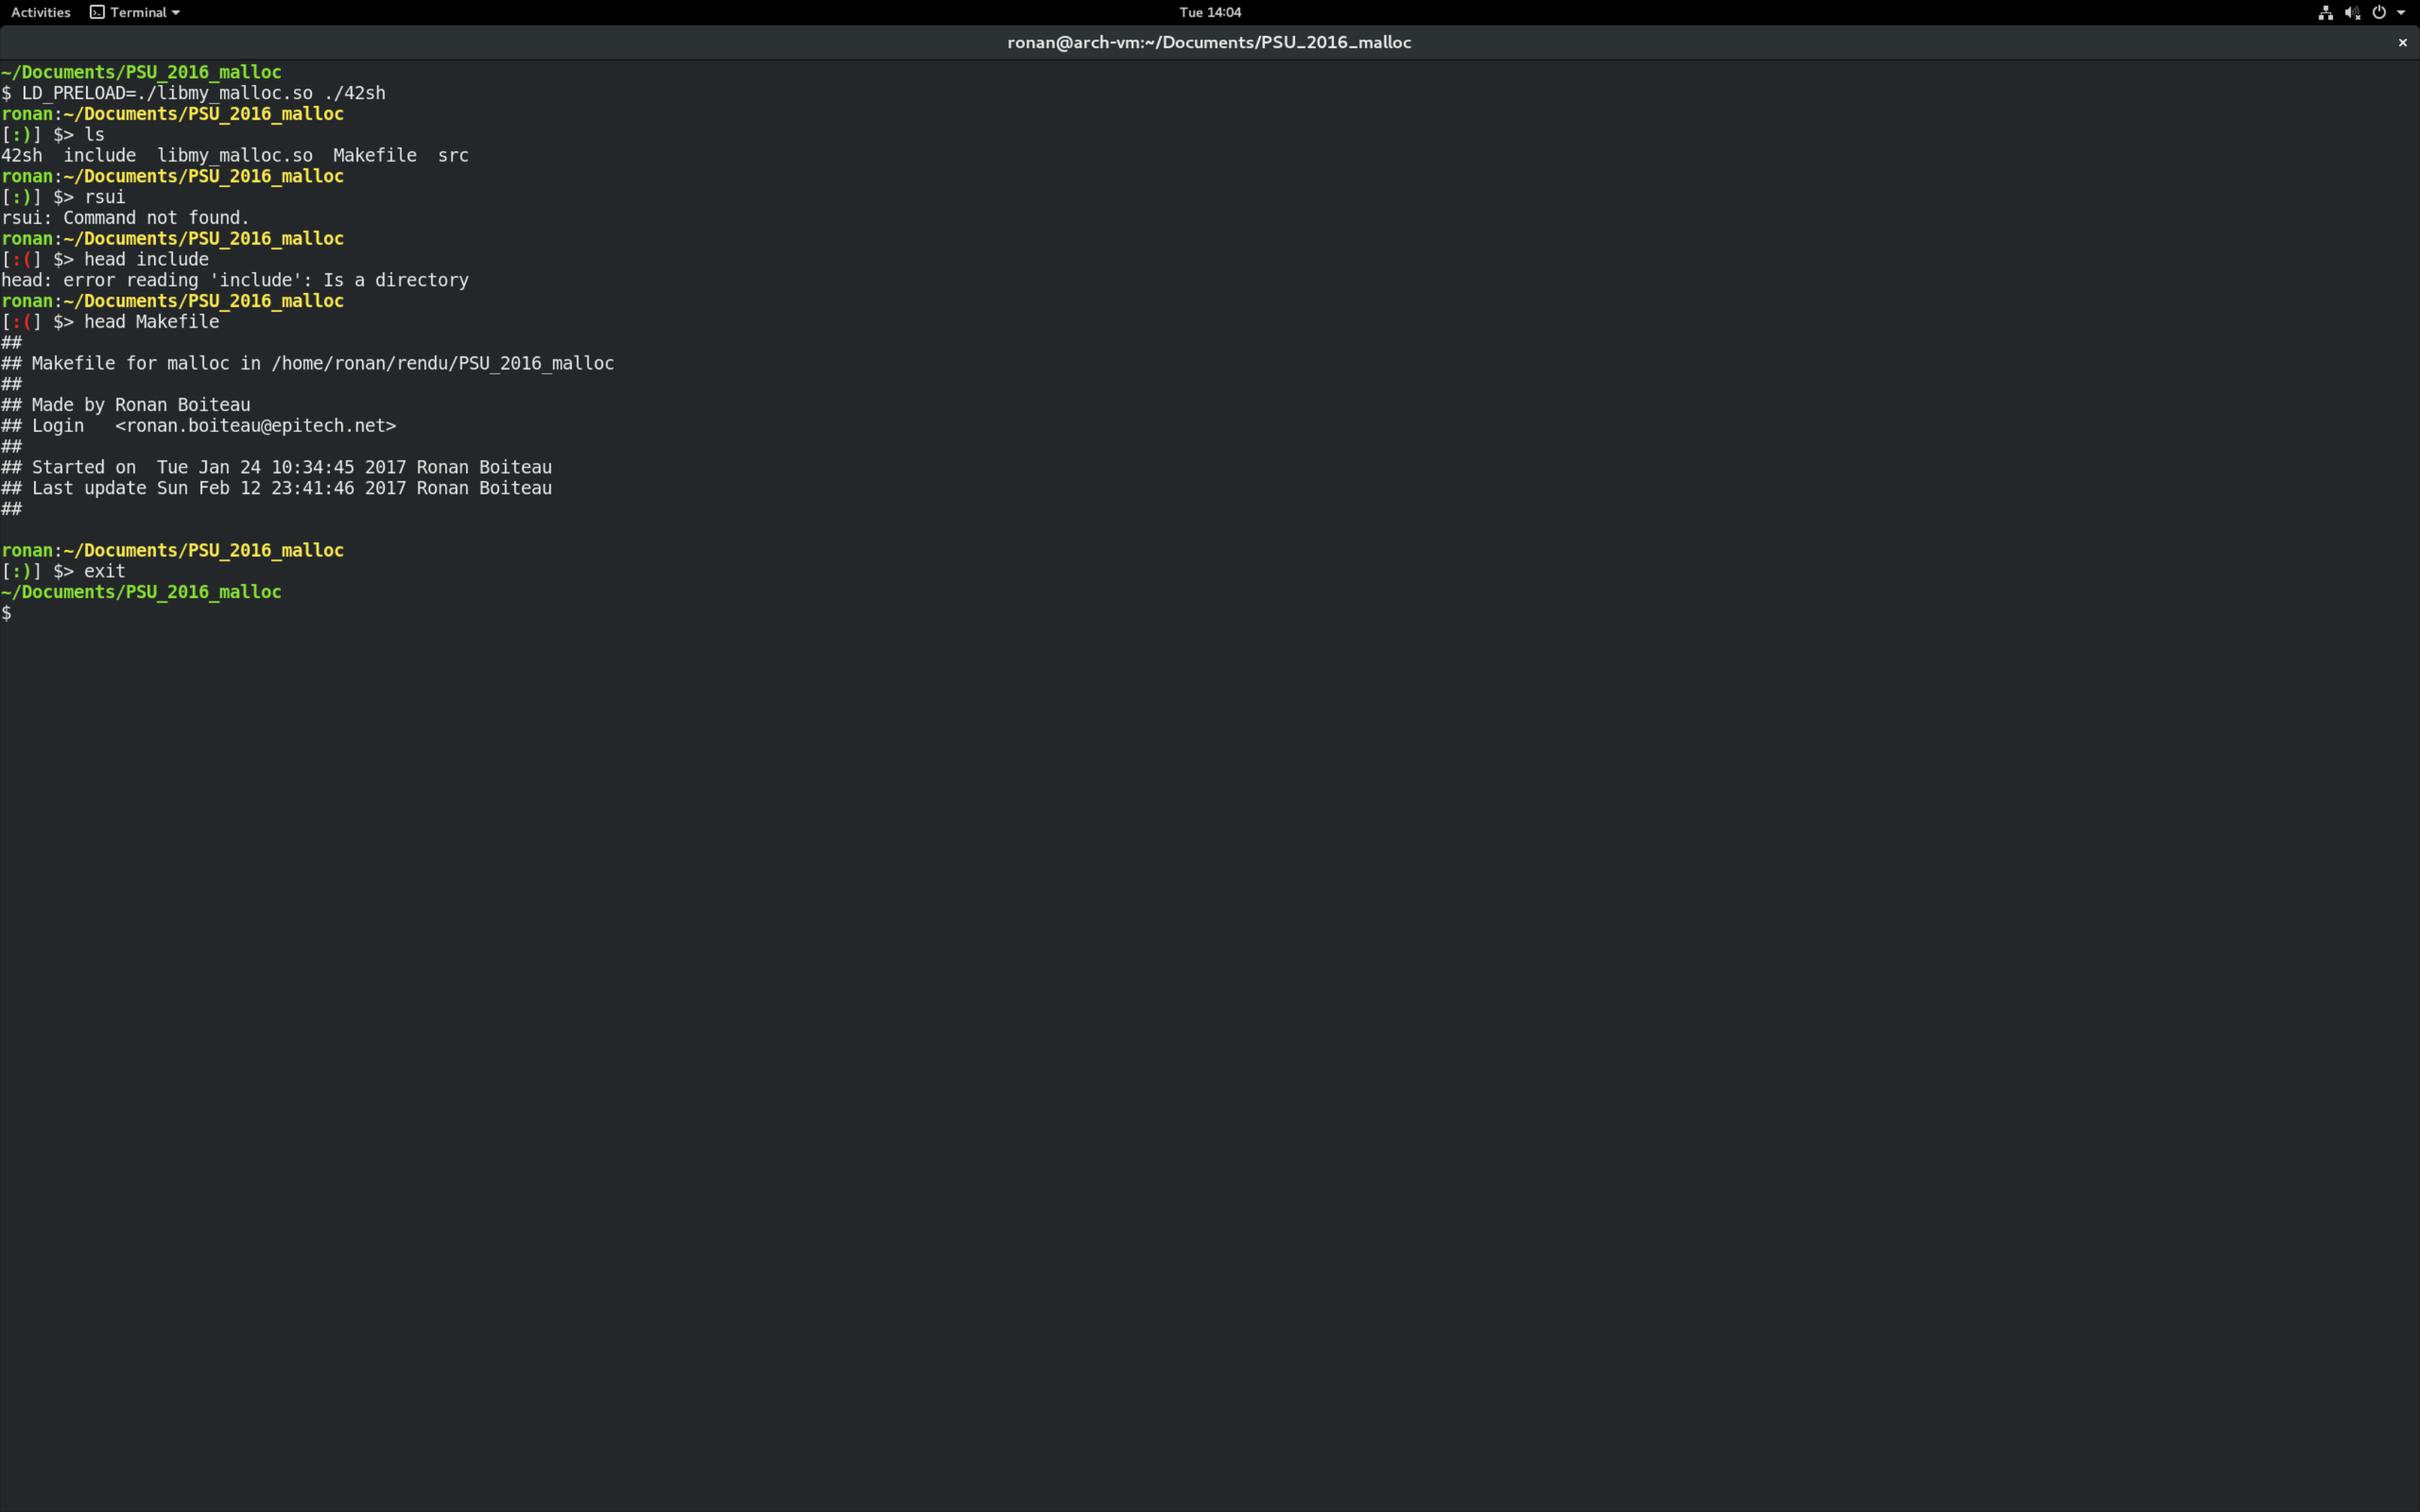 Activities Terminal Tue 14:04
ronan@arch-vm:~/Documents/PSU_2016_malloc ×
~/Documents/PSU_2016_malloc
$ LD_PRELOAD=./libmy_malloc.so ./42sh
ronan:~/Documents/PSU_2016_malloc
[:)] $> ls
42sh  include  libmy_malloc.so  Makefile  src
ronan:~/Documents/PSU_2016_malloc
[:)] $> rsui
rsui: Command not found.
ronan:~/Documents/PSU_2016_malloc
[:(] $> head include
head: error reading 'include': Is a directory
ronan:~/Documents/PSU_2016_malloc
[:(] $> head Makefile
##
## Makefile for malloc in /home/ronan/rendu/PSU_2016_malloc
##
## Made by Ronan Boiteau
## Login   <ronan.boiteau@epitech.net>
##
## Started on  Tue Jan 24 10:34:45 2017 Ronan Boiteau
## Last update Sun Feb 12 23:41:46 2017 Ronan Boiteau
##

ronan:~/Documents/PSU_2016_malloc
[:)] $> exit
~/Documents/PSU_2016_malloc
$